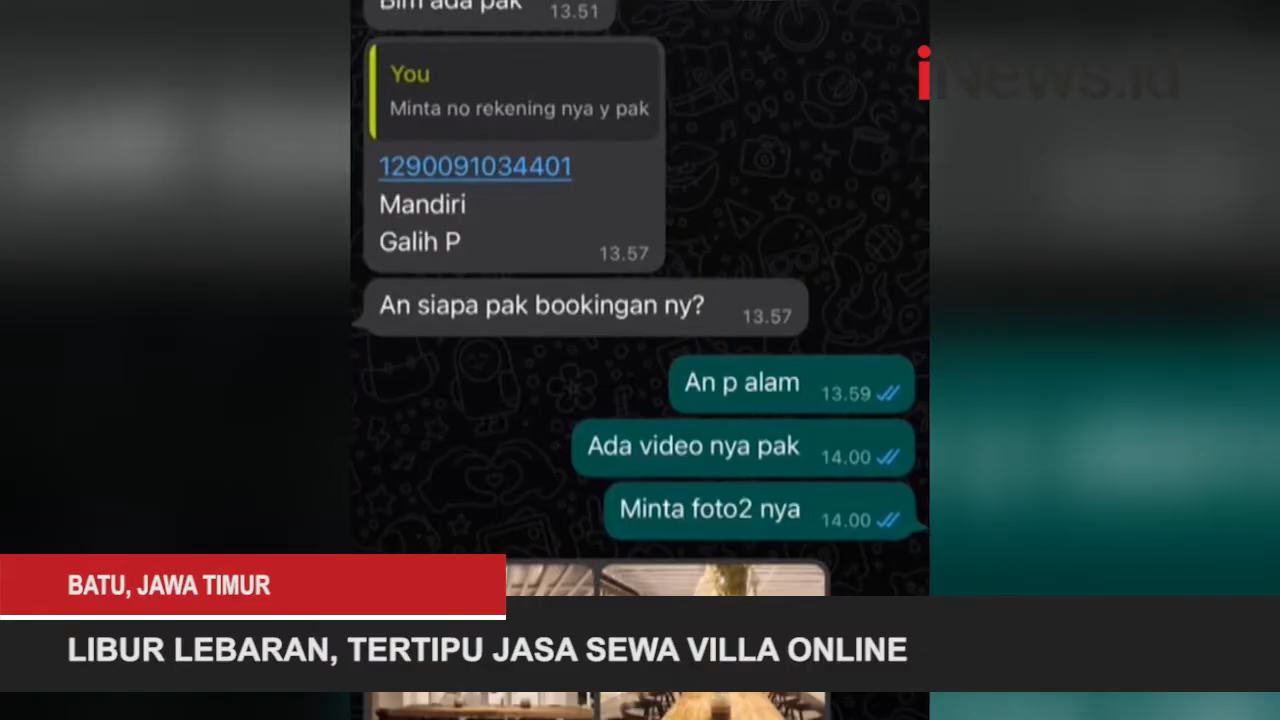 Bim ada pak
13.51
iNews.id
You
Minta no rekening nya y pak
1290091034401
Mandiri
Galih P
13.57
An siapa pak bookingan ny?
13.57
An p alam
13.59
Ada video nya pak
14.00
Minta foto2 nya
14.00
BATU, JAWA TIMUR
LIBUR LEBARAN, TERTIPU JASA SEWA VILLA ONLINE